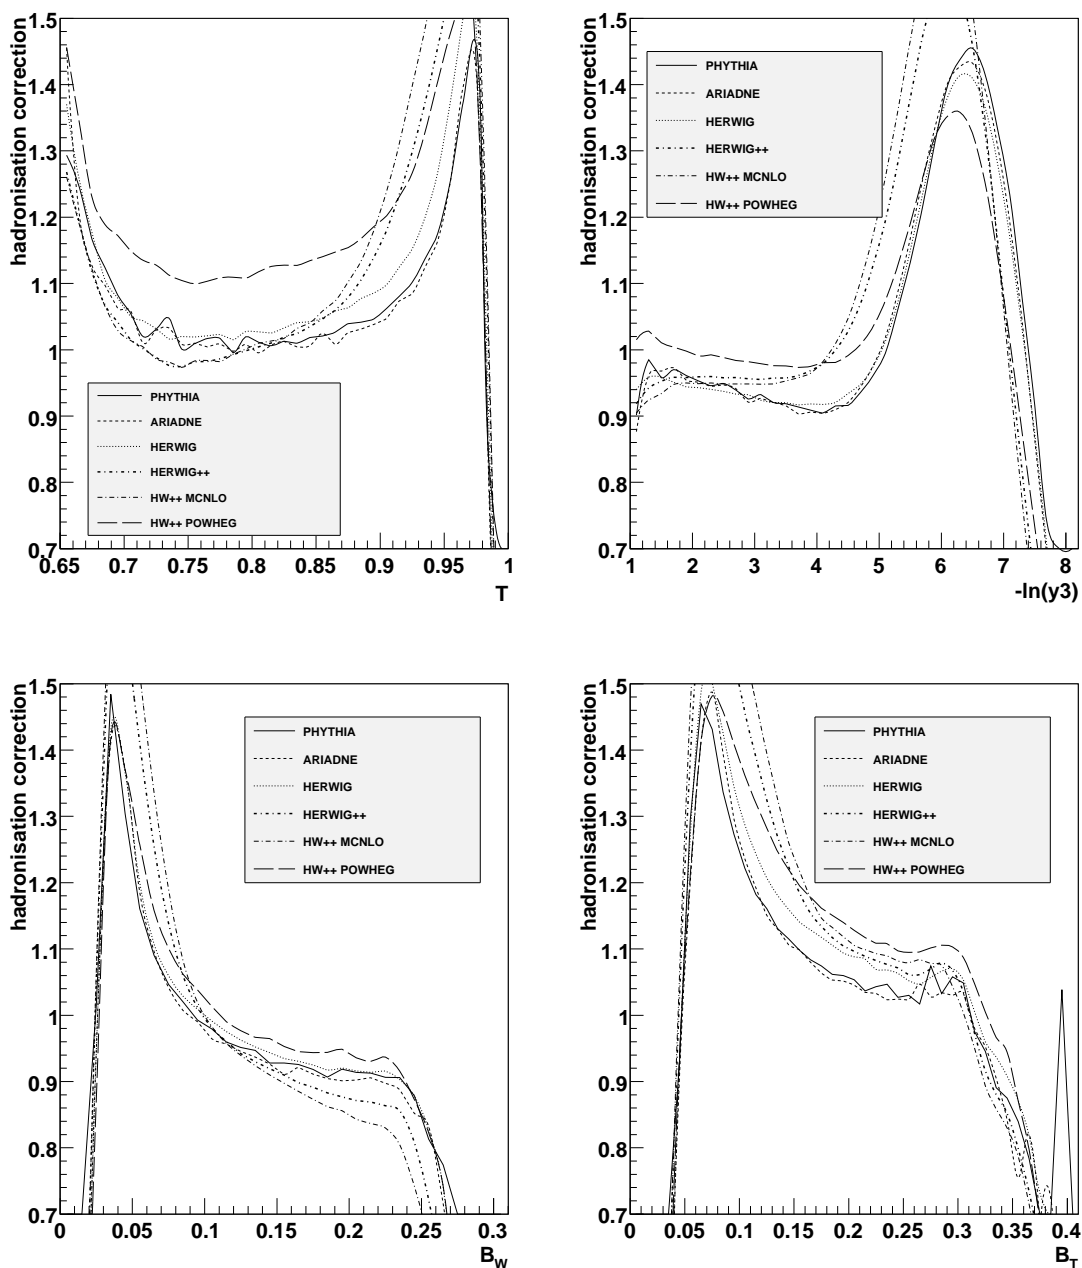 hadronisation correction
1.5
1.4
1.3
1.2
1.1
1
0.9
0.8
0.7
PHYTHIA
ARIADNE
HERWIG
HERWIG++
HW++ MCNLO
HW++ POWHEG
0.65 0.7 0.75 0.8 0.85 0.9 0.95 1
T
hadronisation correction
1.5
1.4
1.3
1.2
1.1
1
0.9
0.8
0.7
PHYTHIA
ARIADNE
HERWIG
HERWIG++
HW++ MCNLO
HW++ POWHEG
1 2 3 4 5 6 7 8
-ln(y3)
hadronisation correction
1.5
1.4
1.3
1.2
1.1
1
0.9
0.8
0.7
PHYTHIA
ARIADNE
HERWIG
HERWIG++
HW++ MCNLO
HW++ POWHEG
0 0.05 0.1 0.15 0.2 0.25 0.3
B_W
hadronisation correction
1.5
1.4
1.3
1.2
1.1
1
0.9
0.8
0.7
PHYTHIA
ARIADNE
HERWIG
HERWIG++
HW++ MCNLO
HW++ POWHEG
0 0.05 0.1 0.15 0.2 0.25 0.3 0.35 0.4
B_T